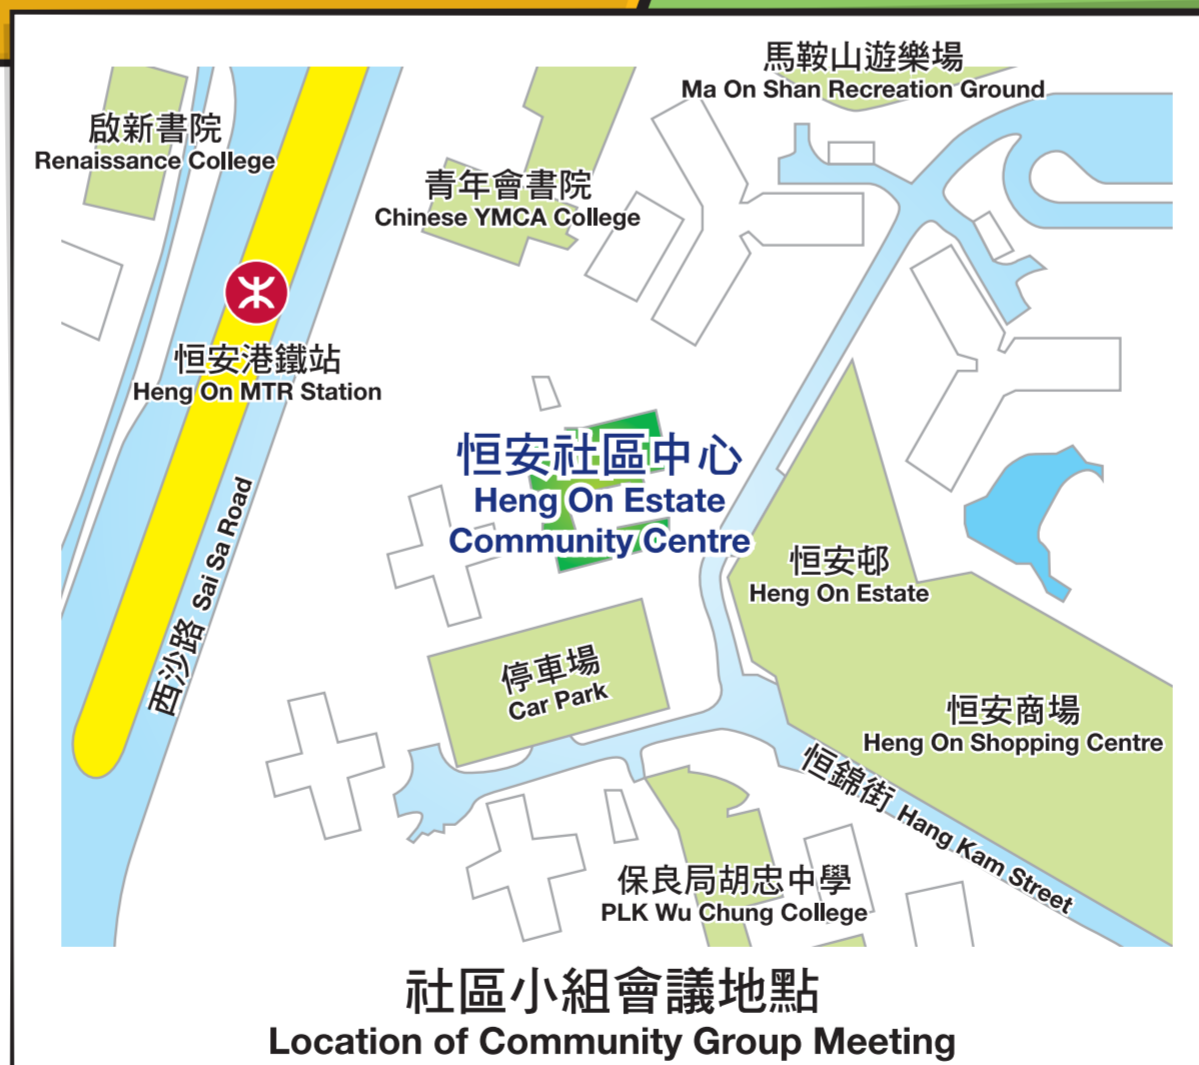 馬鞍山遊樂場
Ma On Shan Recreation Ground
啟新書院
Renaissance College
青年會書院
Chinese YMCA College
恒安港鐵站
Heng On MTR Station
恒安社區中心
Heng On Estate
Community Centre
西沙路 Sai Sa Road
恒安邨
Heng On Estate
停車場
Car Park
恒安商場
Heng On Shopping Centre
恒錦街 Hang Kam Street
保良局胡忠中學
PLK Wu Chung College
社區小組會議地點
Location of Community Group Meeting